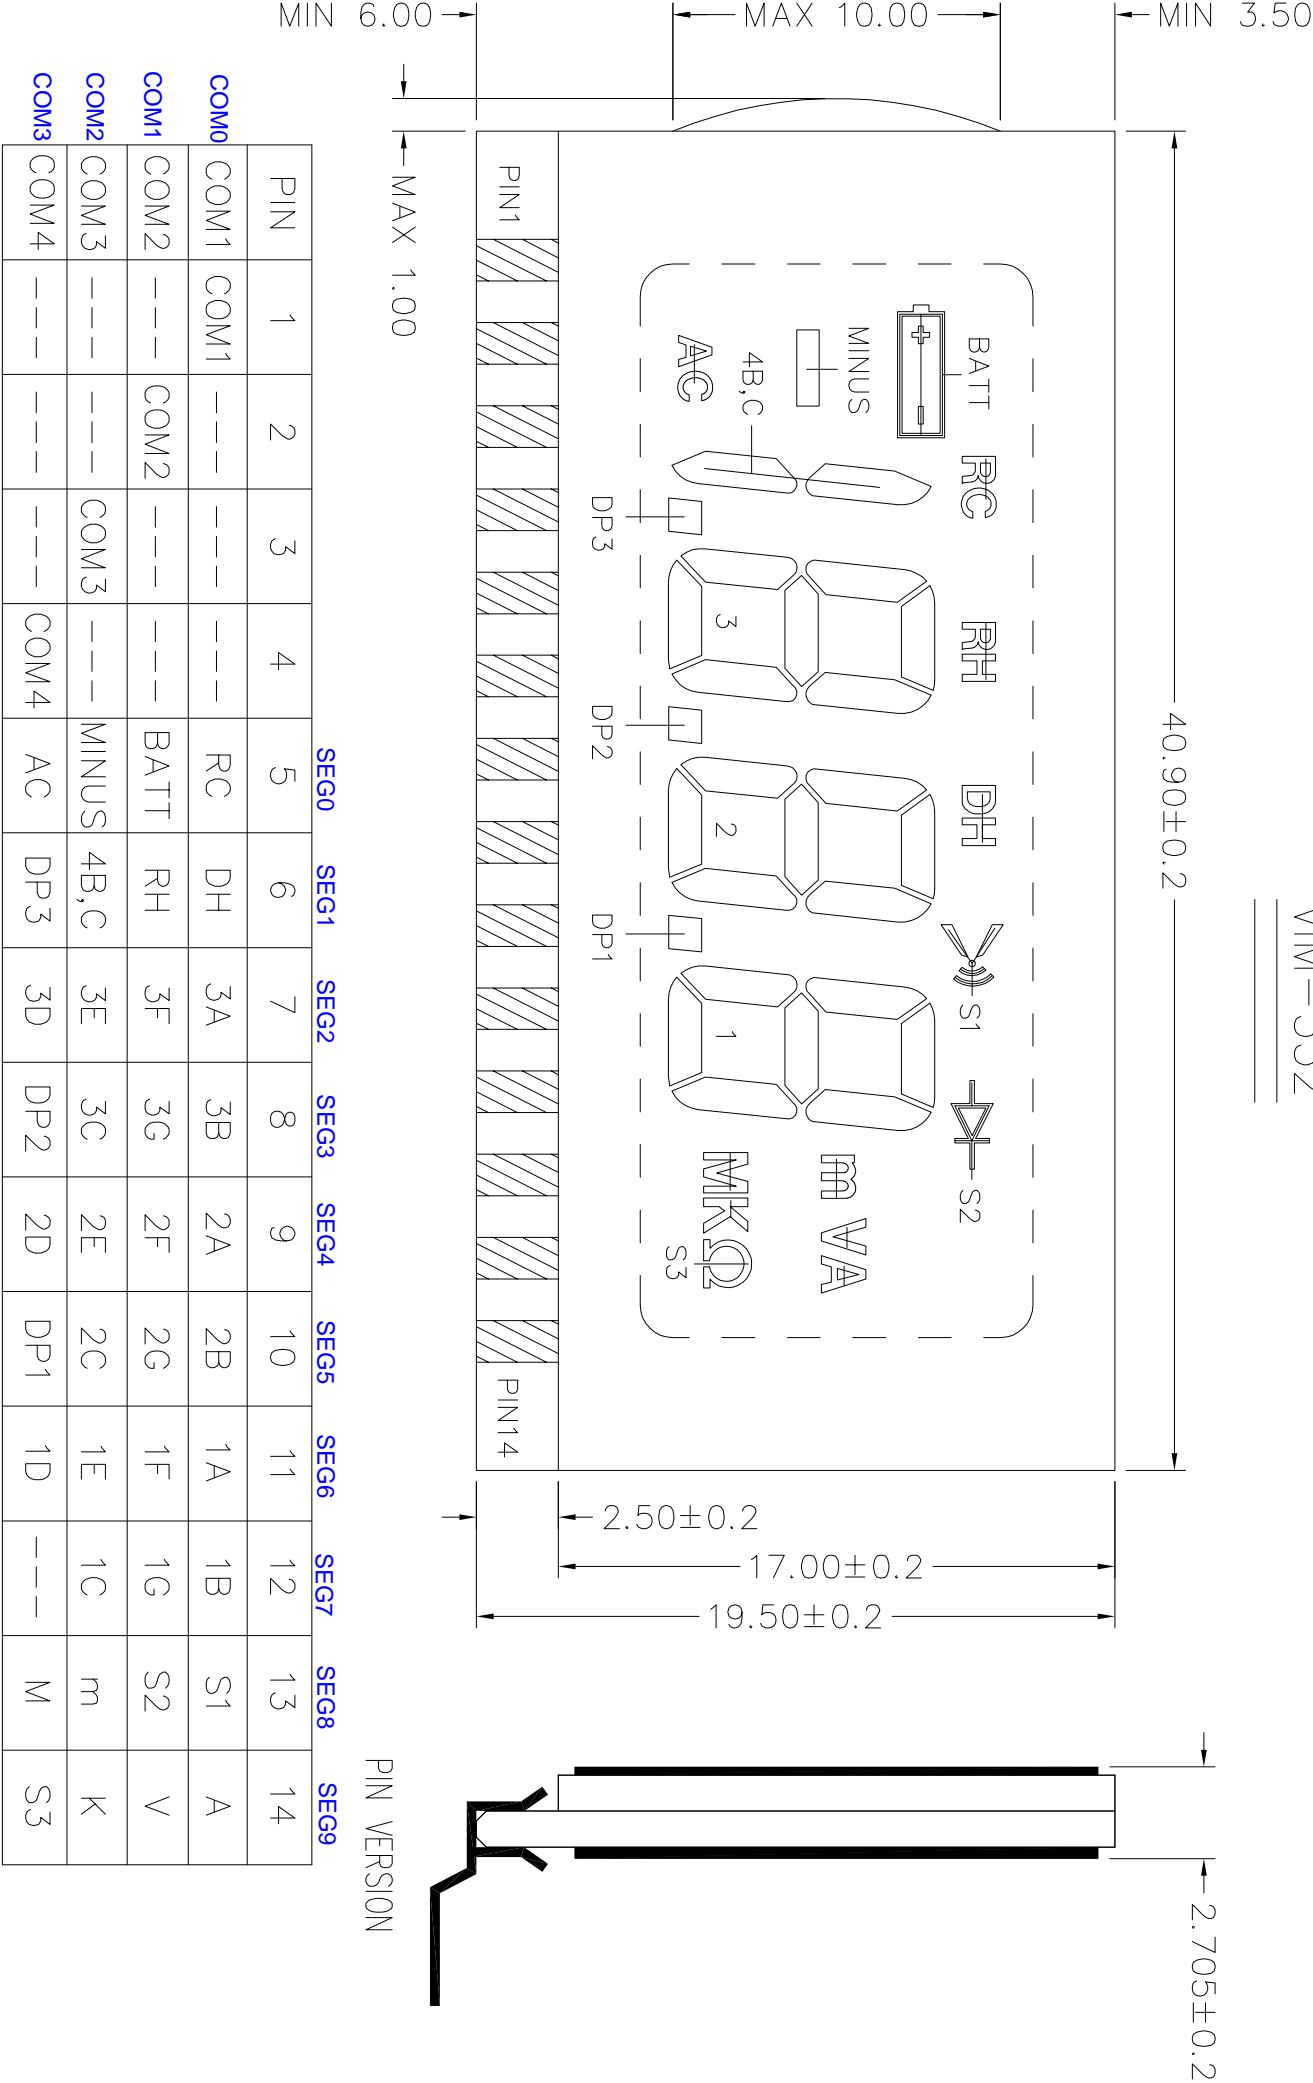 VIM-332
MIN 3.50
MAX 10.00
MIN 6.00
MAX 1.00
40.90±0.2
2.50±0.2
17.00±0.2
19.50±0.2
2.705±0.2
RC RH DH S1 S2
BATT
MINUS
4B,C
AC
3 2 1
m VA
MKΩ
S3
DP3 DP2 DP1
PIN1 PIN14
PIN VERSION
SEG0 SEG1 SEG2 SEG3 SEG4 SEG5 SEG6 SEG7 SEG8 SEG9
PIN 1 2 3 4 5 6 7 8 9 10 11 12 13 14
COM0 COM1 COM1 --- --- --- RC DH 3A 3B 2A 2B 1A 1B S1 A
COM1 COM2 --- COM2 --- --- BATT RH 3F 3G 2F 2G 1F 1G S2 V
COM2 COM3 --- --- COM3 --- MINUS 4B,C 3E 3C 2E 2C 1E 1C m K
COM3 COM4 --- --- --- COM4 AC DP3 3D DP2 2D DP1 1D --- M S3